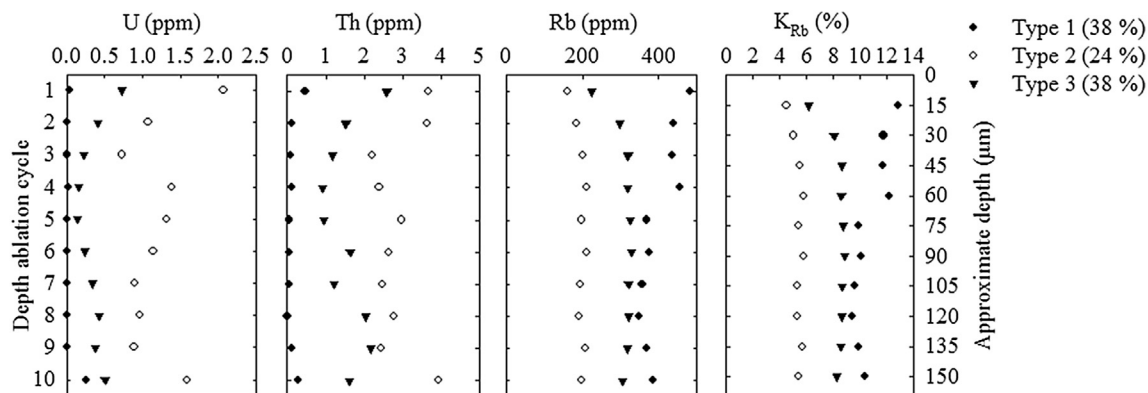 U (ppm)
Th (ppm)
Rb (ppm)
K_Rb (%)
0.0 0.5 1.0 1.5 2.0 2.5
0 1 2 3 4 5
200 400
0 2 4 6 8 10 12 14
Depth ablation cycle
1
2
3
4
5
6
7
8
9
10
0
15
30
45
60
75
90
105
120
135
150
Approximate depth (μm)
Type 1 (38 %)
Type 2 (24 %)
Type 3 (38 %)